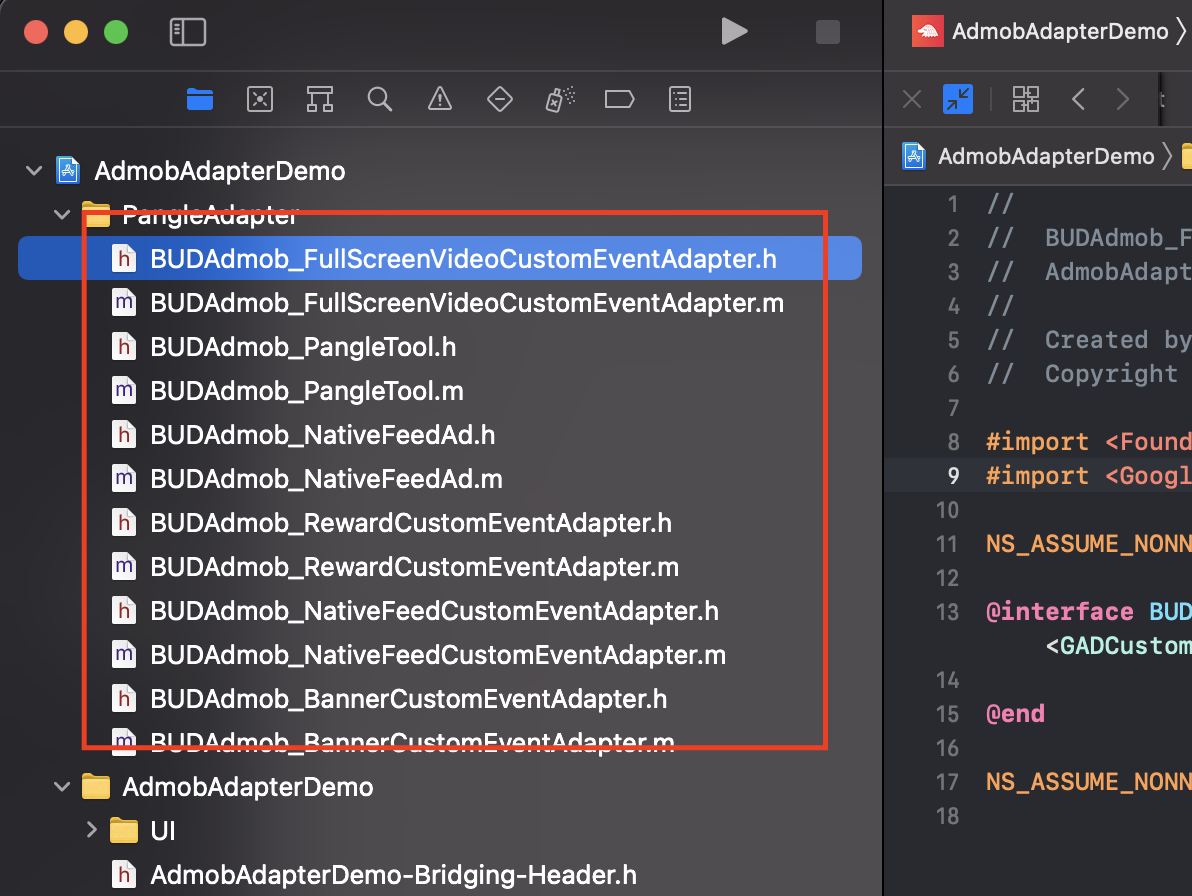 AdmobAdapterDemo
AdmobAdapterDemo
PangleAdapter
h BUDAdmob_FullScreenVideoCustomEventAdapter.h
m BUDAdmob_FullScreenVideoCustomEventAdapter.m
h BUDAdmob_PangleTool.h
m BUDAdmob_PangleTool.m
h BUDAdmob_NativeFeedAd.h
m BUDAdmob_NativeFeedAd.m
h BUDAdmob_RewardCustomEventAdapter.h
m BUDAdmob_RewardCustomEventAdapter.m
h BUDAdmob_NativeFeedCustomEventAdapter.h
m BUDAdmob_NativeFeedCustomEventAdapter.m
h BUDAdmob_BannerCustomEventAdapter.h
m BUDAdmob_BannerCustomEventAdapter.m
AdmobAdapterDemo
UI
h AdmobAdapterDemo-Bridging-Header.h
t
AdmobAdapterDemo
1 //
2 // BUDAdmob_F
3 // AdmobAdapt
4 //
5 // Created by
6 // Copyright
7
8 #import <Found
9 #import <Googl
10
11 NS_ASSUME_NONN
12
13 @interface BUD
<GADCustom
14
15 @end
16
17 NS_ASSUME_NONN
18